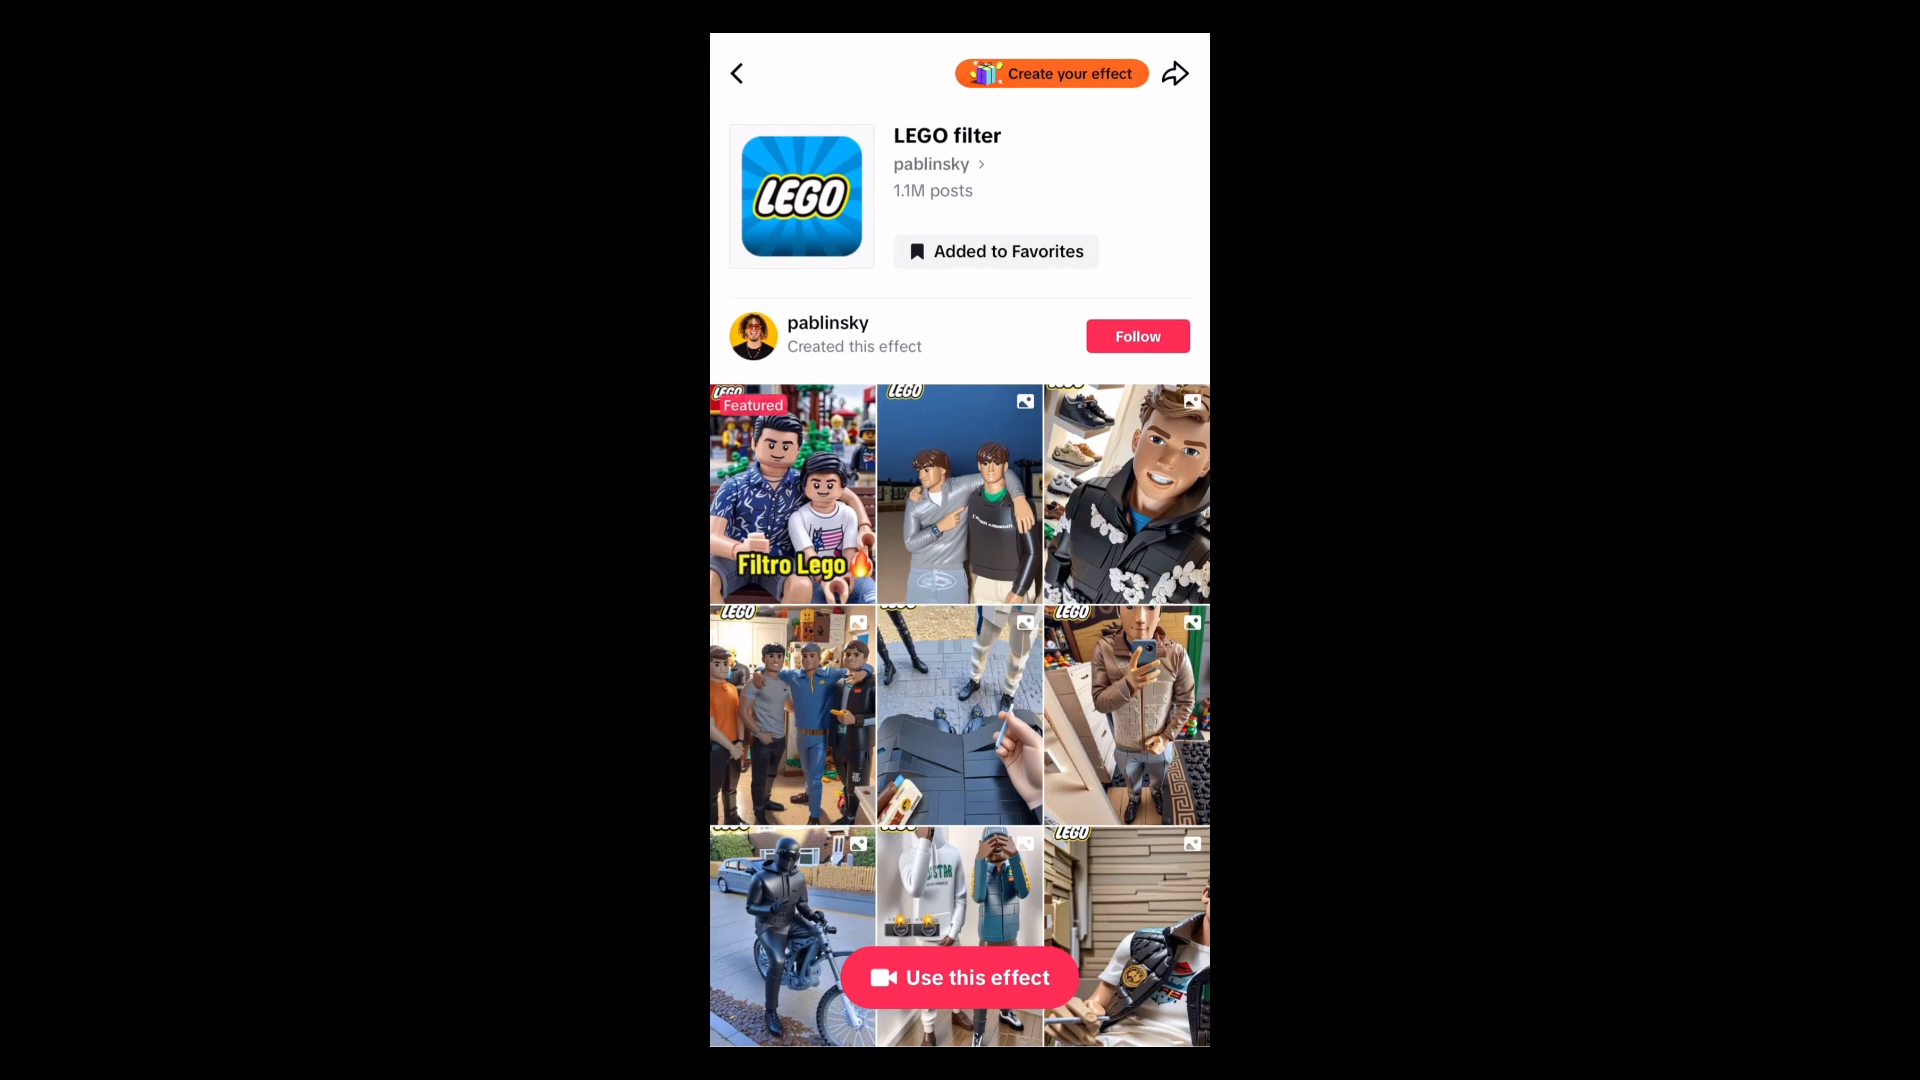 Create your effect
LEGO
LEGO filter
pablinsky
1.1M posts
Added to Favorites
pablinsky
Created this effect
Follow
LEGO
Featured
Filtro Lego
LEGO
LEGO
LEGO
LEGO
Use this effect